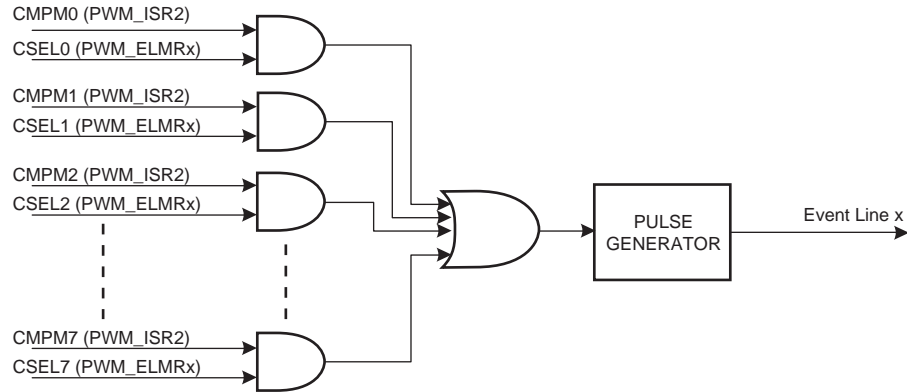 CMPM0 (PWM_ISR2)
CSEL0 (PWM_ELMRx)
CMPM1 (PWM_ISR2)
CSEL1 (PWM_ELMRx)
CMPM2 (PWM_ISR2)
CSEL2 (PWM_ELMRx)
CMPM7 (PWM_ISR2)
CSEL7 (PWM_ELMRx)
PULSE
GENERATOR
Event Line x